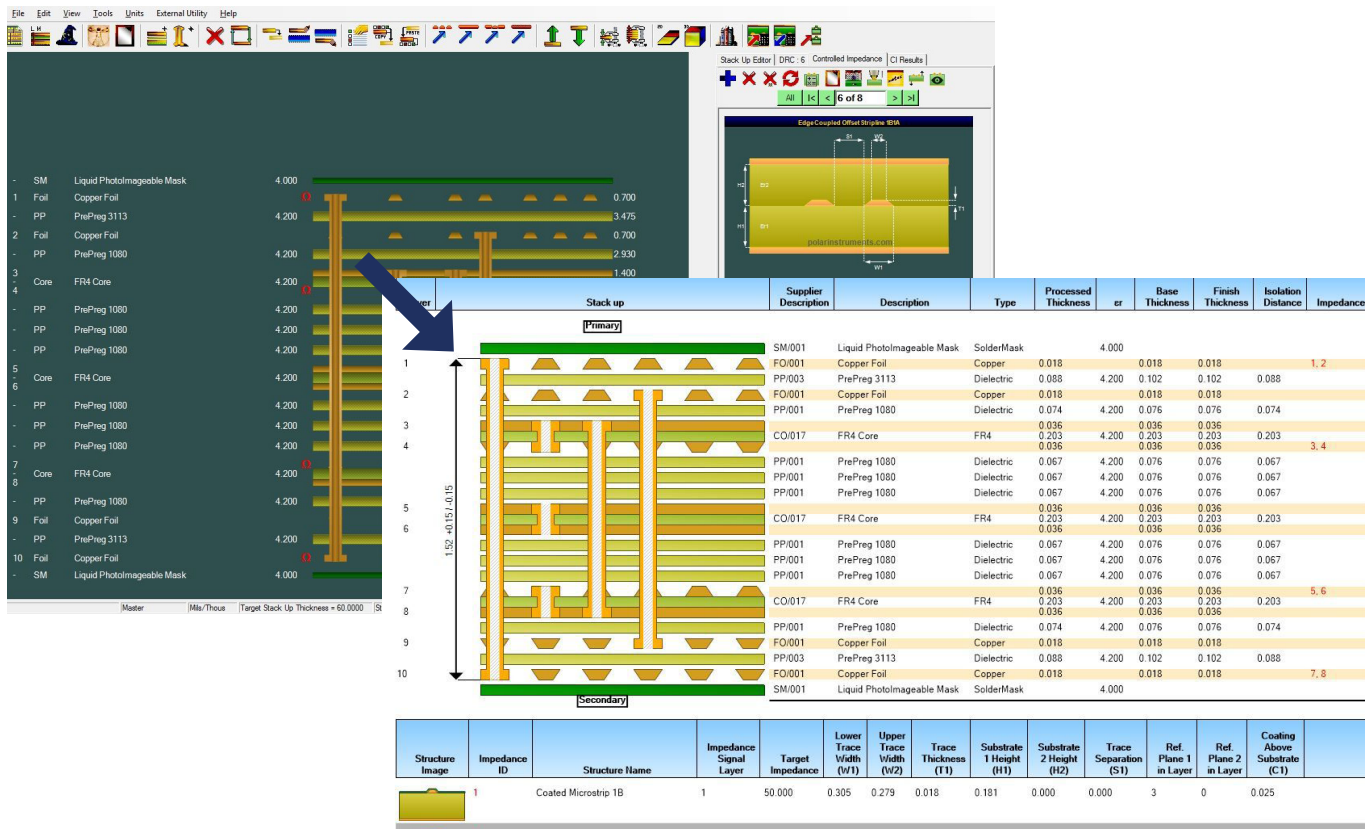 File Edit View Tools Units External Utility Help
Stack Up Editor DRC : 6 Controlled Impedance CI Results
All |< < 6 of 8 > >|
Edge Coupled Offset Stripline 1B1A
S1 W2
H2 Er2
T1
H1 Er1
polarinstruments.com
W1
- SM Liquid PhotoImageable Mask 4.000
1 Foil Copper Foil Ω 0.700
- PP PrePreg 3113 4.200 3.475
2 Foil Copper Foil 0.700
- PP PrePreg 1080 4.200 2.930
3 1.400
- Core FR4 Core 4.200
4 Ω
- PP PrePreg 1080 4.200
- PP PrePreg 1080 4.200
- PP PrePreg 1080 4.200
5
- Core FR4 Core 4.200
6
- PP PrePreg 1080 4.200
- PP PrePreg 1080 4.200
- PP PrePreg 1080 4.200
7 Ω
- Core FR4 Core 4.200
8
- PP PrePreg 1080 4.200
9 Foil Copper Foil
- PP PrePreg 3113 4.200
10 Foil Copper Foil Ω
- SM Liquid PhotoImageable Mask 4.000
Master Mils/Thous Target Stack Up Thickness = 60.0000 St
Stack up Supplier Description Description Type Processed Thickness εr Base Thickness Finish Thickness Isolation Distance Impedance
Primary
SM/001 Liquid PhotoImageable Mask SolderMask 4.000
1 FO/001 Copper Foil Copper 0.018 0.018 0.018 1, 2
PP/003 PrePreg 3113 Dielectric 0.088 4.200 0.102 0.102 0.088
2 FO/001 Copper Foil Copper 0.018 0.018 0.018
PP/001 PrePreg 1080 Dielectric 0.074 4.200 0.076 0.076 0.074
3 0.036 0.036 0.036
CO/017 FR4 Core FR4 0.203 4.200 0.203 0.203 0.203
4 0.036 0.036 0.036 3, 4
PP/001 PrePreg 1080 Dielectric 0.067 4.200 0.076 0.076 0.067
PP/001 PrePreg 1080 Dielectric 0.067 4.200 0.076 0.076 0.067
PP/001 PrePreg 1080 Dielectric 0.067 4.200 0.076 0.076 0.067
5 0.036 0.036 0.036
CO/017 FR4 Core FR4 0.203 4.200 0.203 0.203 0.203
6 0.036 0.036 0.036
1.52 +0.15 / -0.15
PP/001 PrePreg 1080 Dielectric 0.067 4.200 0.076 0.076 0.067
PP/001 PrePreg 1080 Dielectric 0.067 4.200 0.076 0.076 0.067
PP/001 PrePreg 1080 Dielectric 0.067 4.200 0.076 0.076 0.067
7 0.036 0.036 0.036 5, 6
CO/017 FR4 Core FR4 0.203 4.200 0.203 0.203 0.203
8 0.036 0.036 0.036
PP/001 PrePreg 1080 Dielectric 0.074 4.200 0.076 0.076 0.074
9 FO/001 Copper Foil Copper 0.018 0.018 0.018
PP/003 PrePreg 3113 Dielectric 0.088 4.200 0.102 0.102 0.088
10 FO/001 Copper Foil Copper 0.018 0.018 0.018 7, 8
SM/001 Liquid PhotoImageable Mask SolderMask 4.000
Secondary
Structure Image Impedance ID Structure Name Impedance Signal Layer Target Impedance Lower Trace Width (W1) Upper Trace Width (W2) Trace Thickness (T1) Substrate 1 Height (H1) Substrate 2 Height (H2) Trace Separation (S1) Ref. Plane 1 in Layer Ref. Plane 2 in Layer Coating Above Substrate (C1)
1 Coated Microstrip 1B 1 50.000 0.305 0.279 0.018 0.181 0.000 0.000 3 0 0.025